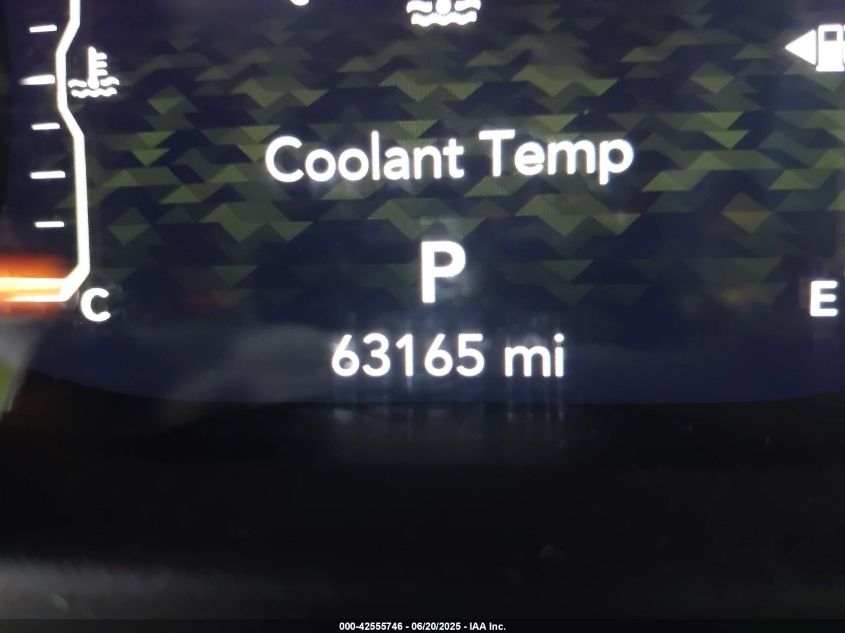 Coolant Temp
P
C
E
63165 mi
000-42555746 - 06/20/2025 - IAA Inc.